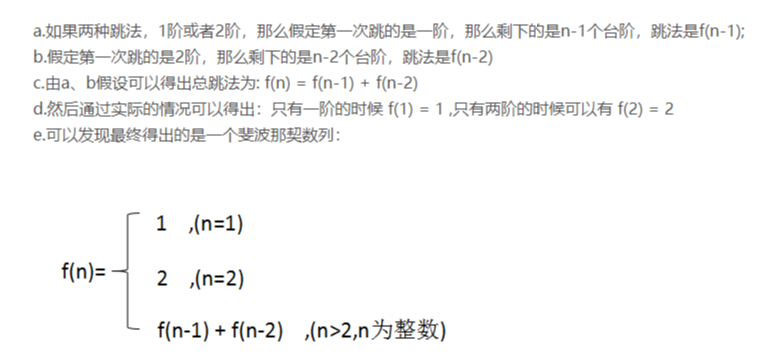 a.如果两种跳法，1阶或者2阶，那么假定第一次跳的是一阶，那么剩下的是n-1个台阶，跳法是f(n-1);
b.假定第一次跳的是2阶，那么剩下的是n-2个台阶，跳法是f(n-2)
c.由a、b假设可以得出总跳法为: f(n) = f(n-1) + f(n-2)
d.然后通过实际的情况可以得出：只有一阶的时候 f(1) = 1 ,只有两阶的时候可以有 f(2) = 2
e.可以发现最终得出的是一个斐波那契数列：
1 ,(n=1)
f(n)=
2 ,(n=2)
f(n-1) + f(n-2) ,(n>2,n为整数)